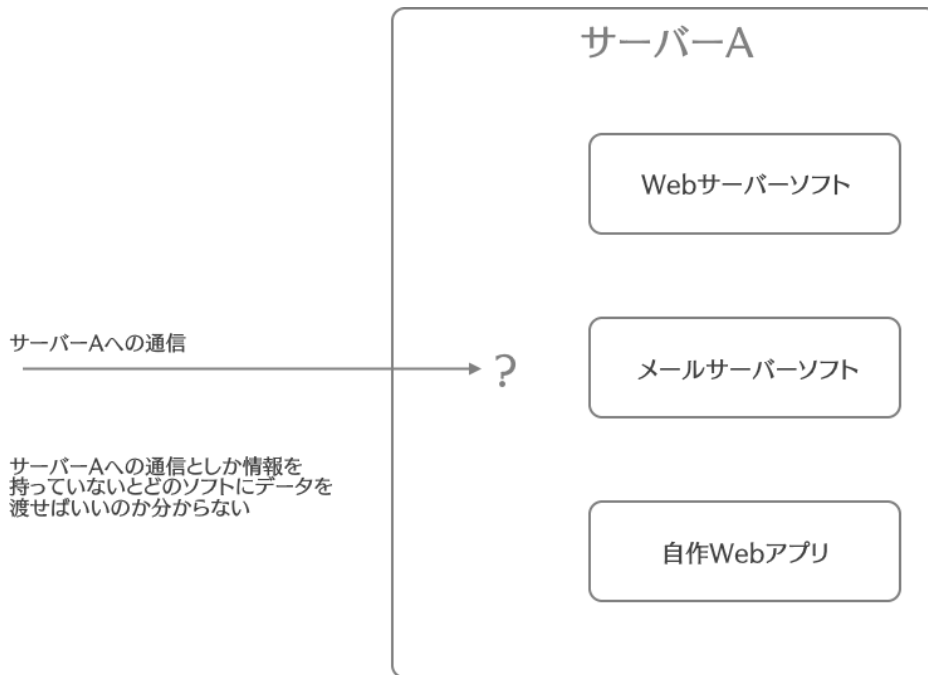 サーバーA
Webサーバーソフト
サーバーAへの通信
?
メールサーバーソフト
サーバーAへの通信としか情報を
持っていないとどのソフトにデータを
渡せばいいのか分からない
自作Webアプリ